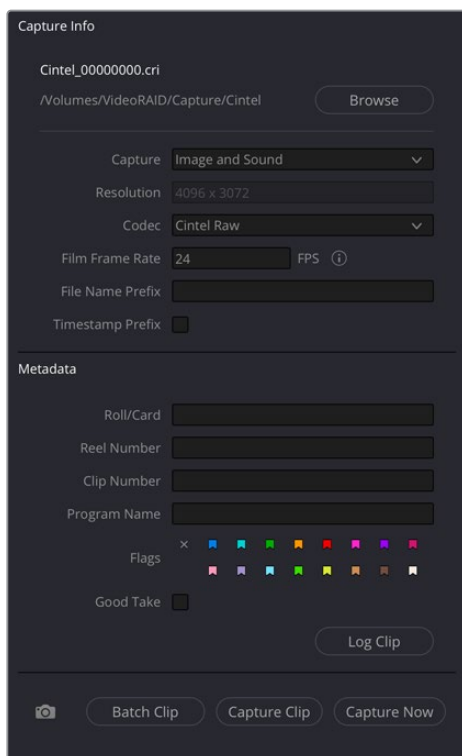 Capture Info
Cintel_00000000.cri
/Volumes/VideoRAID/Capture/Cintel Browse
Capture Image and Sound
Resolution 4096 x 3072
Codec Cintel Raw
Film Frame Rate 24 FPS
File Name Prefix
Timestamp Prefix
Metadata
Roll/Card
Reel Number
Clip Number
Program Name
Flags
Good Take
Log Clip
Batch Clip Capture Clip Capture Now